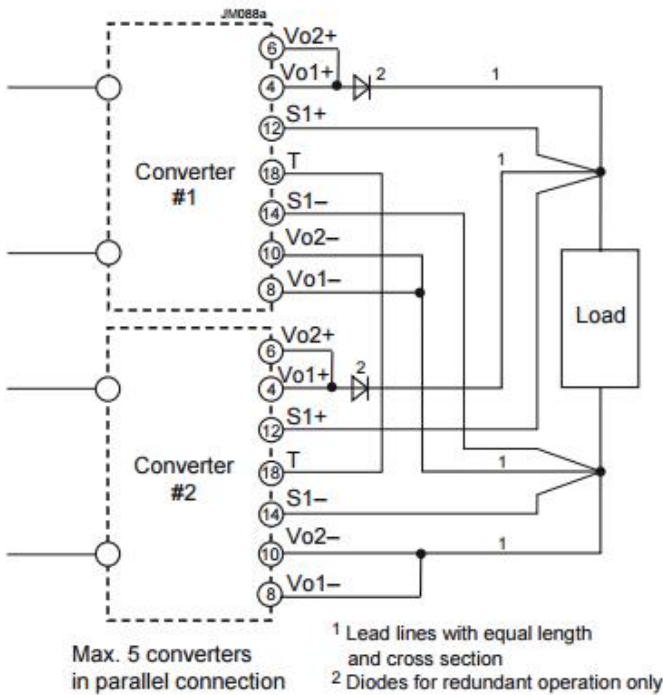 JM088a
6 Vo2+
2
1
4 Vo1+
12 S1+
1
Converter
#1
18 T
14 S1–
10 Vo2–
8 Vo1–
Load
6 Vo2+
2
4 Vo1+
12 S1+
Converter
#2
18 T
1
14 S1–
10 Vo2–
1
8 Vo1–
Max. 5 converters
in parallel connection
1 Lead lines with equal length
and cross section
2 Diodes for redundant operation only